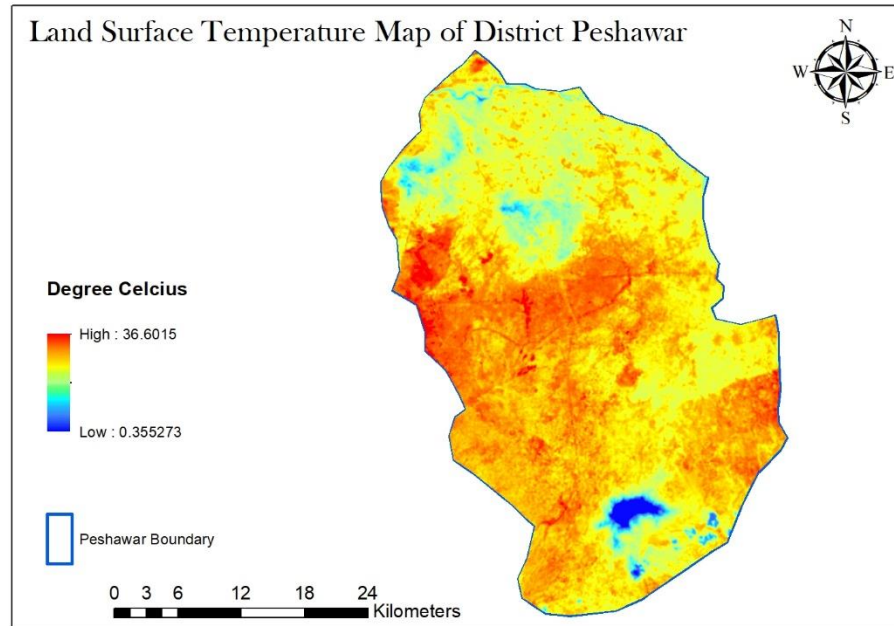 Land Surface Temperature Map of District Peshawar
N
W E
S
Degree Celcius
High : 36.6015
Low : 0.355273
Peshawar Boundary
0 3 6 12 18 24
Kilometers